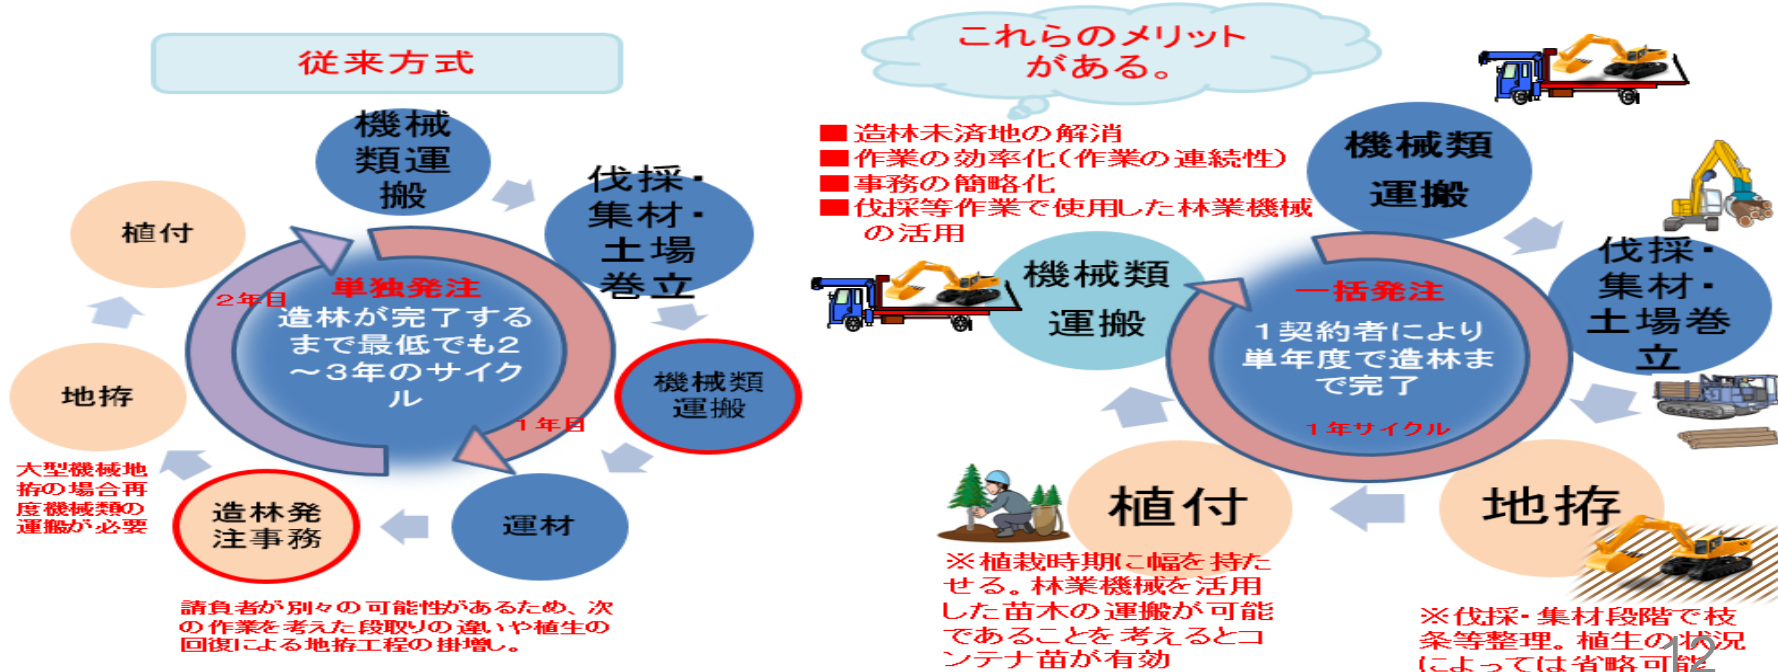 従来方式
機械
類運
搬
伐採・
集材・
土場
巻立
機械類
運搬
運材
造林発
注事務
地拵
植付
単独発注
造林が完了する
まで最低でも2
～3年のサイク
ル
2年目
1年目
大型機械地
拵の場合再
度機械類の
運搬が必要
請負者が別々の可能性があるため、次
の作業を考えた段取りの違いや植生の
回復による地拵工程の掛増し。
これらのメリット
がある。
■造林未済地の解消
■作業の効率化（作業の連続性）
■事務の簡略化
■伐採等作業で使用した林業機械
の活用
機械類
運搬
伐採・
集材・
土場巻
立
地拵
植付
機械類
運搬
一括発注
1契約者により
単年度で造林ま
で完了
1年サイクル
※植栽時期に幅を持た
せる。林業機械を活用
した苗木の運搬が可能
であることを考えるとコ
ンテナ苗が有効
※伐採・集材段階で枝
条等整理。植生の状況
によっては省略可能
12